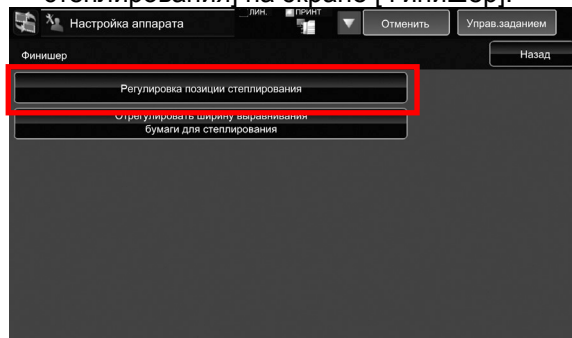 степлирования] на экране [Финишер].
Настройка аппарата
ЛИН.
ПРИНТ
Отменить
Управ.заданием
Финишер
Назад
Регулировка позиции степлирования
Отрегулировать ширину выравнивания
бумаги для степлирования